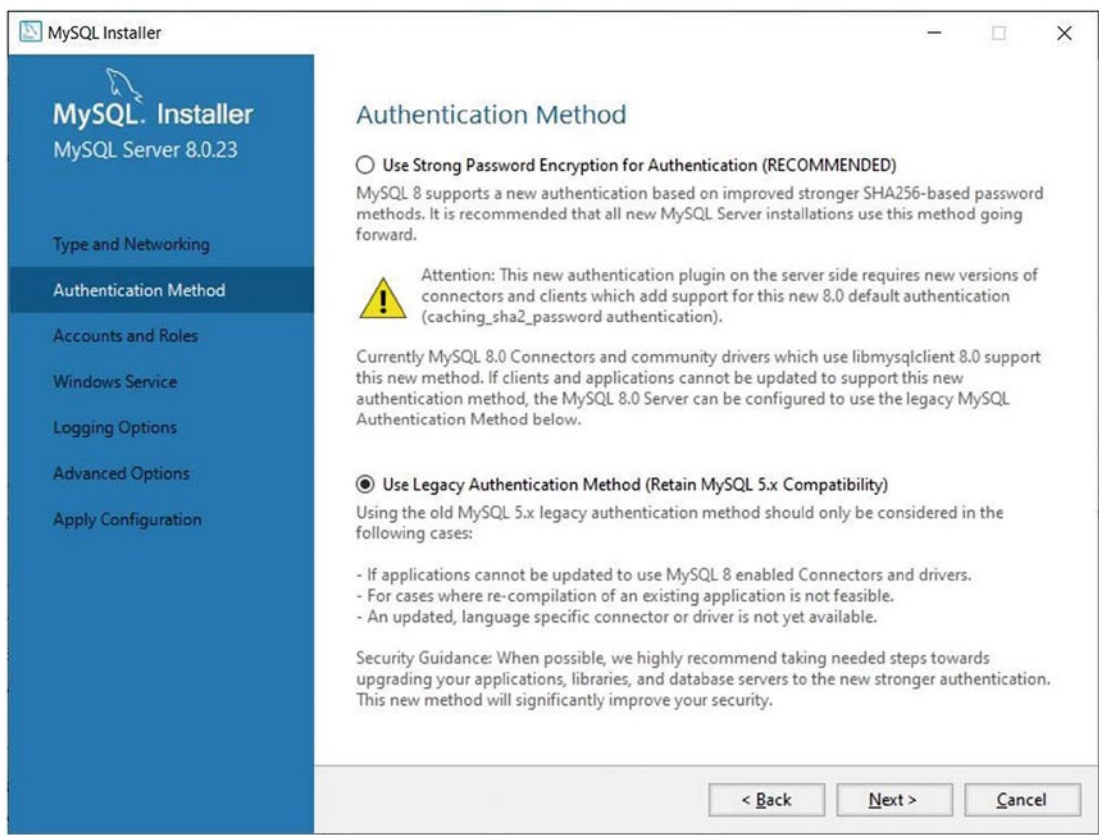 MySQL Installer
MySQL. Installer
MySQL Server 8.0.23
Type and Networking
Authentication Method
Accounts and Roles
Windows Service
Logging Options
Advanced Options
Apply Configuration
Authentication Method
Use Strong Password Encryption for Authentication (RECOMMENDED)
MySQL 8 supports a new authentication based on improved stronger SHA256-based password
methods. It is recommended that all new MySQL Server installations use this method going
forward.
Attention: This new authentication plugin on the server side requires new versions of
connectors and clients which add support for this new 8.0 default authentication
(caching_sha2_password authentication).
Currently MySQL 8.0 Connectors and community drivers which use libmysqlclient 8.0 support
this new method. If clients and applications cannot be updated to support this new
authentication method, the MySQL 8.0 Server can be configured to use the legacy MySQL
Authentication Method below.
Use Legacy Authentication Method (Retain MySQL 5.x Compatibility)
Using the old MySQL 5.x legacy authentication method should only be considered in the
following cases:
- If applications cannot be updated to use MySQL 8 enabled Connectors and drivers.
- For cases where re-compilation of an existing application is not feasible.
- An updated, language specific connector or driver is not yet available.
Security Guidance: When possible, we highly recommend taking needed steps towards
upgrading your applications, libraries, and database servers to the new stronger authentication.
This new method will significantly improve your security.
< Back
Next >
Cancel